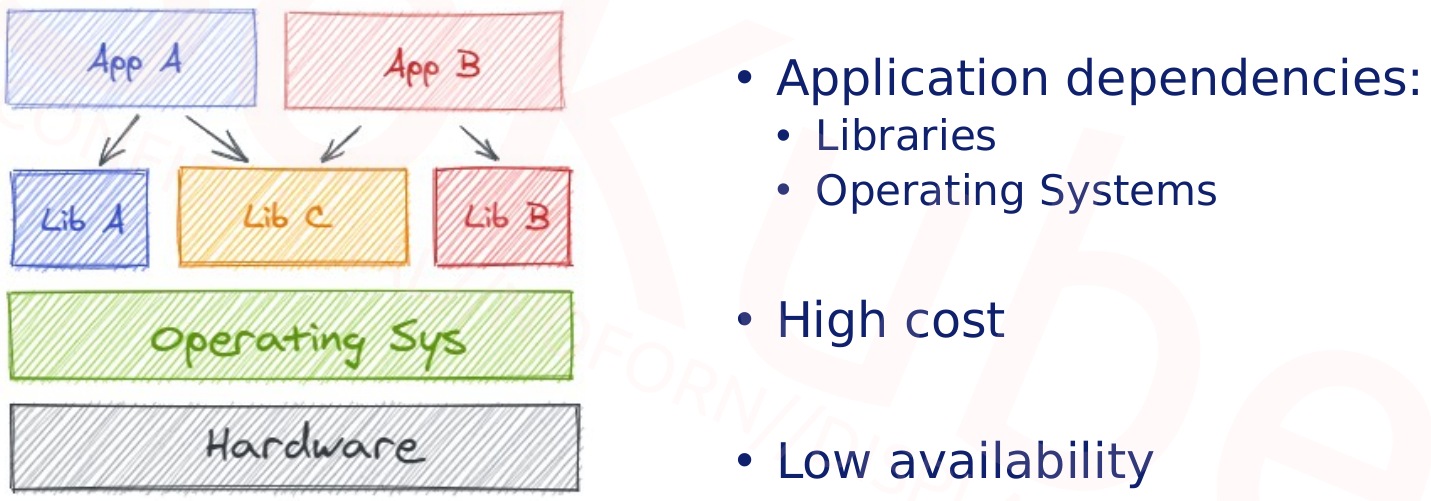 App A
App B
Lib A
Lib C
Lib B
Operating Sys
Hardware
• Application dependencies:
• Libraries
• Operating Systems
• High cost
• Low availability